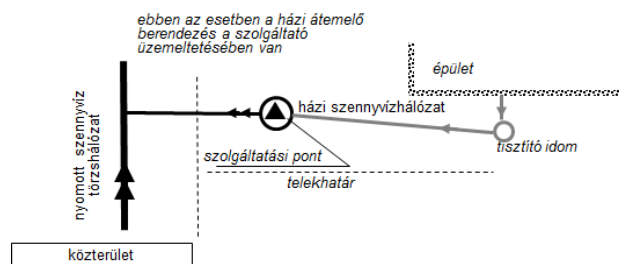 ebben az esetben a házi átemelő
berendezés a szolgáltató
üzemeltetésében van
épület
házi szennyvízhálózat
tisztító idom
szolgáltatási pont
telekhatár
nyomott szennyvíz
törzshálózat
közterület